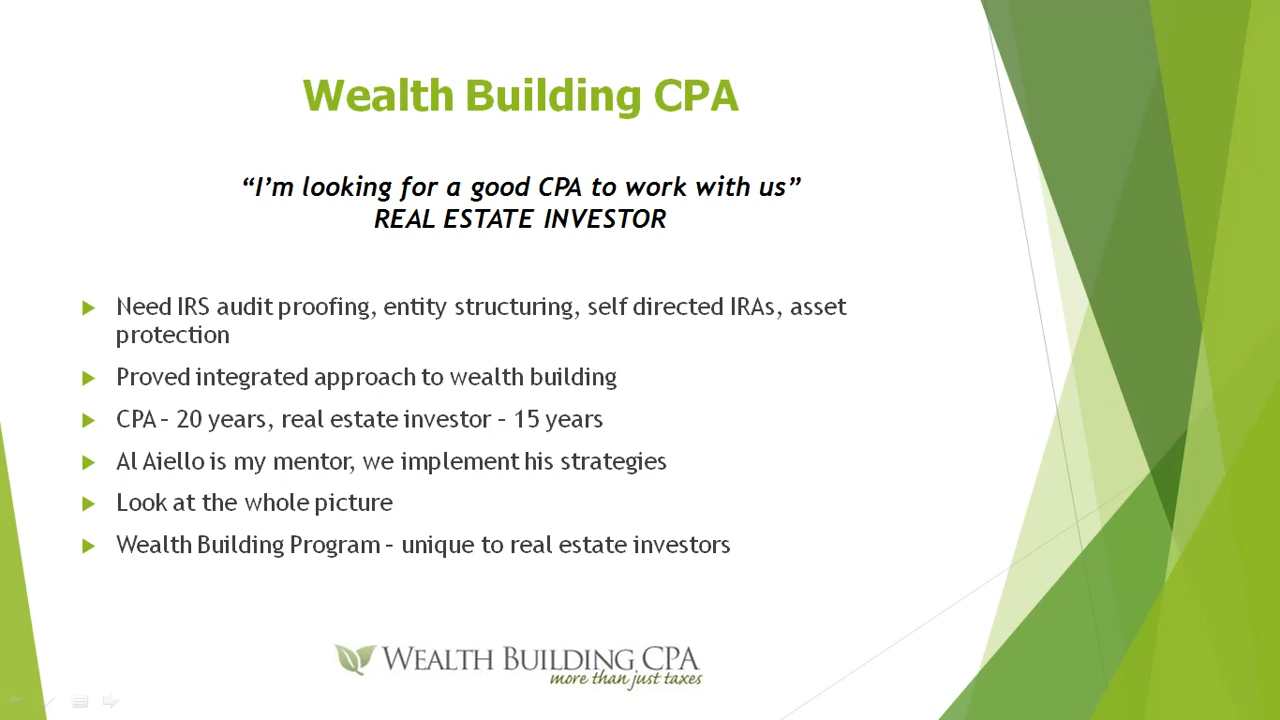 Wealth Building CPA
“I’m looking for a good CPA to work with us”
REAL ESTATE INVESTOR
Need IRS audit proofing, entity structuring, self directed IRAs, asset
protection
Proved integrated approach to wealth building
CPA – 20 years, real estate investor – 15 years
Al Aiello is my mentor, we implement his strategies
Look at the whole picture
Wealth Building Program – unique to real estate investors
WEALTH BUILDING CPA
more than just taxes